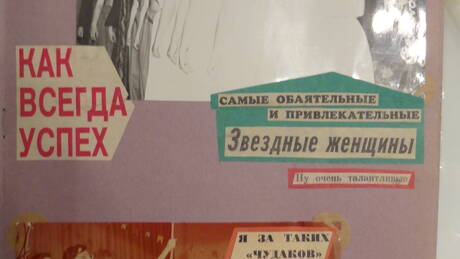 КАК
ВСЕГДА
УСПЕХ
САМЫЕ ОБАЯТЕЛЬНЫЕ
И ПРИВЛЕКАТЕЛЬНЫЕ
Звездные женщины
Ну очень талантливые
Я ЗА ТАКИХ
«ЧУДАКОВ»